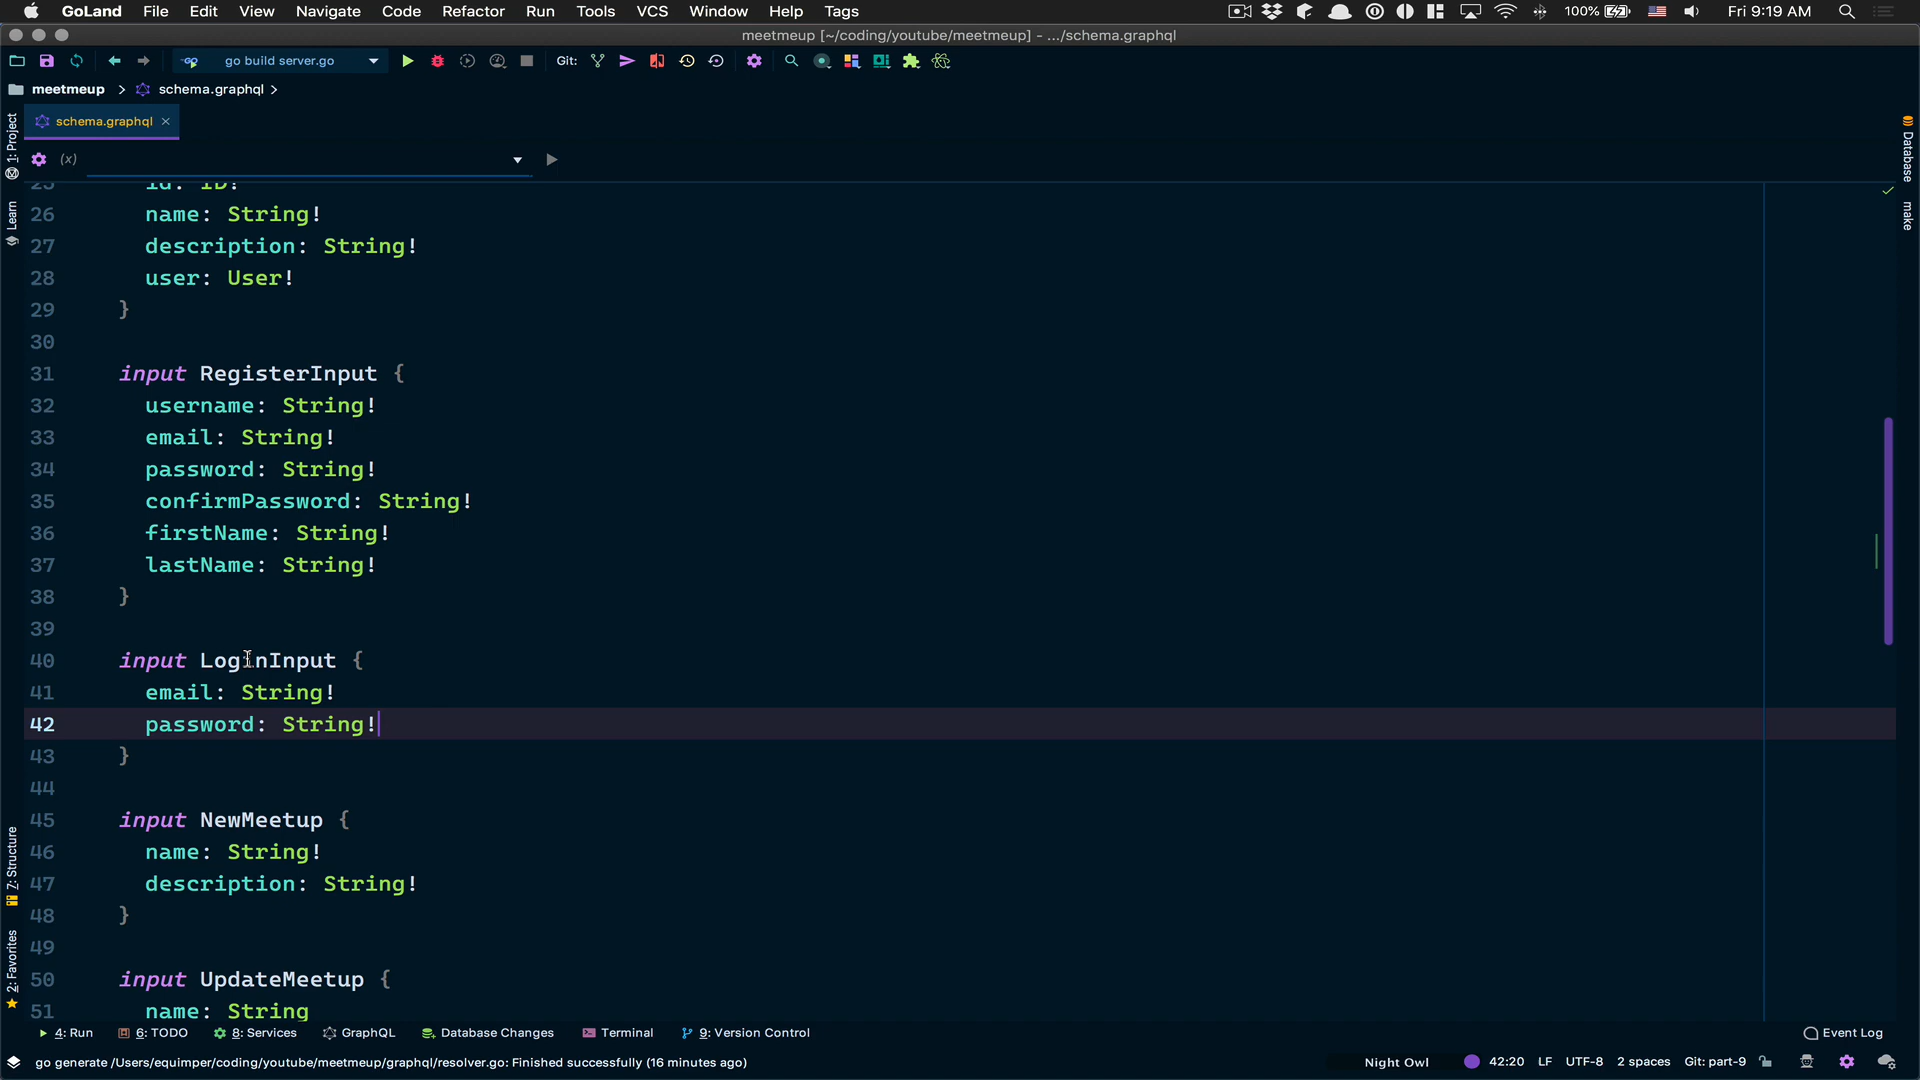 GoLand File Edit View Navigate Code Refactor Run Tools VCS Window Help Tags 100% Fri 9:19 AM
meetmeup [~/coding/youtube/meetmeup] - .../schema.graphql
go build server.go Git:
meetmeup > schema.graphql >
schema.graphql
(x)
25 id: ID!
26 name: String!
27 description: String!
28 user: User!
29 }
30
31 input RegisterInput {
32 username: String!
33 email: String!
34 password: String!
35 confirmPassword: String!
36 firstName: String!
37 lastName: String!
38 }
39
40 input LoginInput {
41 email: String!
42 password: String!
43 }
44
45 input NewMeetup {
46 name: String!
47 description: String!
48 }
49
50 input UpdateMeetup {
51 name: String
1: Project
Learn
7: Structure
2: Favorites
Database
make
4: Run 6: TODO 8: Services GraphQL Database Changes Terminal 9: Version Control Event Log
go generate /Users/equimper/coding/youtube/meetmeup/graphql/resolver.go: Finished successfully (16 minutes ago) Night Owl 42:20 LF UTF-8 2 spaces Git: part-9